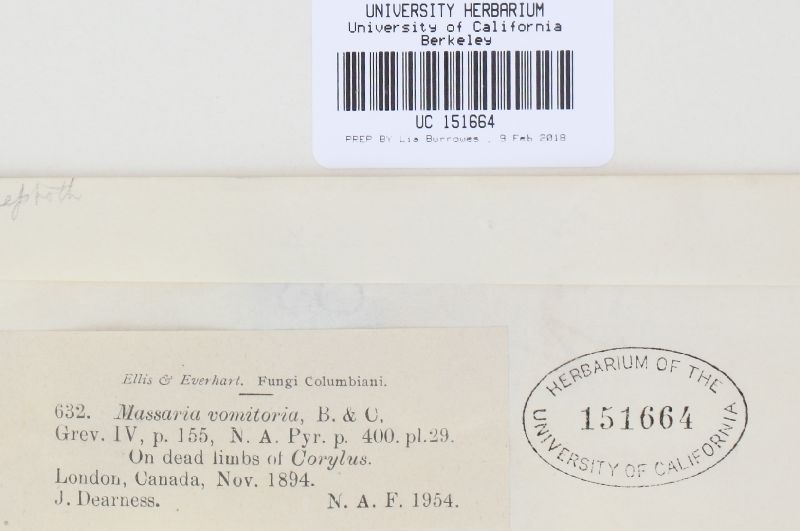 UNIVERSITY HERBARIUM
University of California
Berkeley
UC 151664
PREP BY Lia Burrowes , 9 Feb 2018
Ellis & Everhart. Fungi Columbiani.
632. Massaria vomitoria, B. & C,
Grev. IV, p. 155, N. A. Pyr. p. 400. pl.29.
On dead limbs of Corylus.
London, Canada, Nov. 1894.
J. Dearness. N. A. F. 1954.
HERBARIUM OF THE
151664
UNIVERSITY OF CALIFORNIA